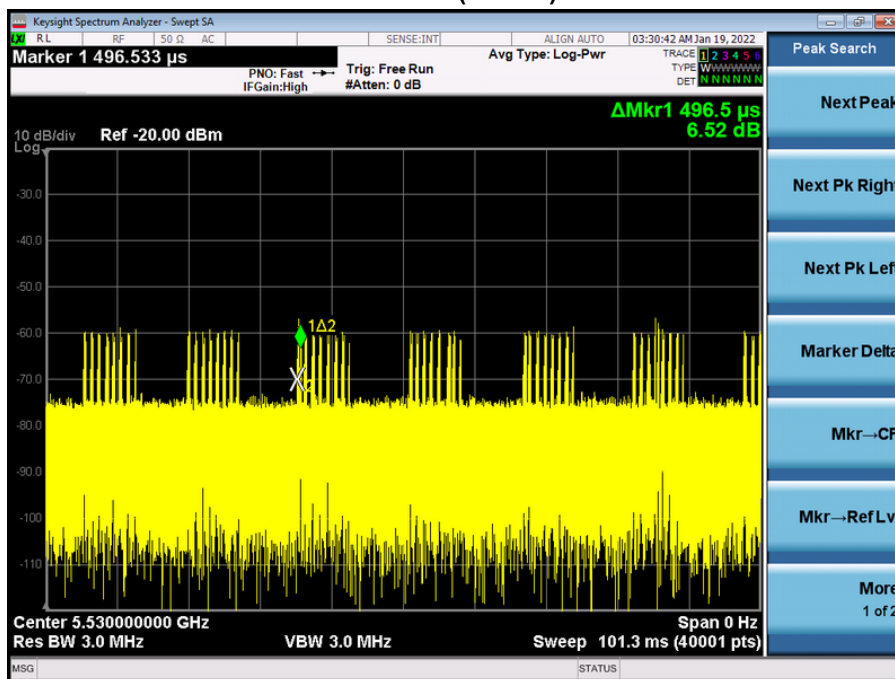 Keysight Spectrum Analyzer - Swept SA
LXI RL RF 50 Ω AC SENSE:INT ALIGN AUTO 03:30:42 AM Jan 19, 2022
Marker 1 496.533 µs
PNO: Fast
IFGain:High
Trig: Free Run
#Atten: 0 dB
Avg Type: Log-Pwr
TRACE 1 2 3 4 5 6
TYPE WWWWWW
DET N N N N N N
Peak Search
ΔMkr1 496.5 µs
6.52 dB
10 dB/div Ref -20.00 dBm
Log
-30.0
-40.0
-50.0
-60.0
-70.0
-80.0
-90.0
-100
-110
1Δ2
2
Center 5.530000000 GHz
Span 0 Hz
Res BW 3.0 MHz
VBW 3.0 MHz
Sweep 101.3 ms (40001 pts)
MSG
STATUS
Next Peak
Next Pk Right
Next Pk Left
Marker Delta
Mkr→CF
Mkr→Ref Lv
More
1 of 2